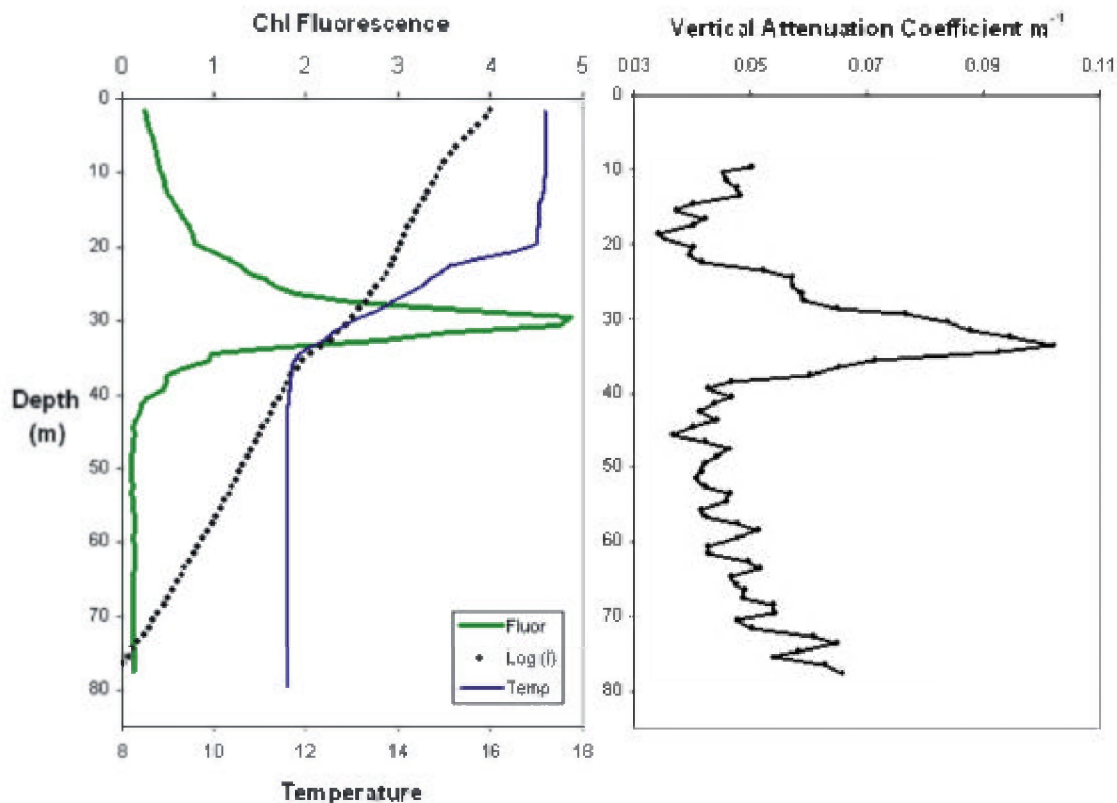 Chl Fluorescence
0 1 2 3 4 5
0
10
20
30
40
50
60
70
80
Depth
(m)
Fluor
Log (I)
Temp
8 10 12 14 16 18
Temperature
Vertical Attenuation Coefficient m-1
0.03 0.05 0.07 0.09 0.11
0
10
20
30
40
50
60
70
80